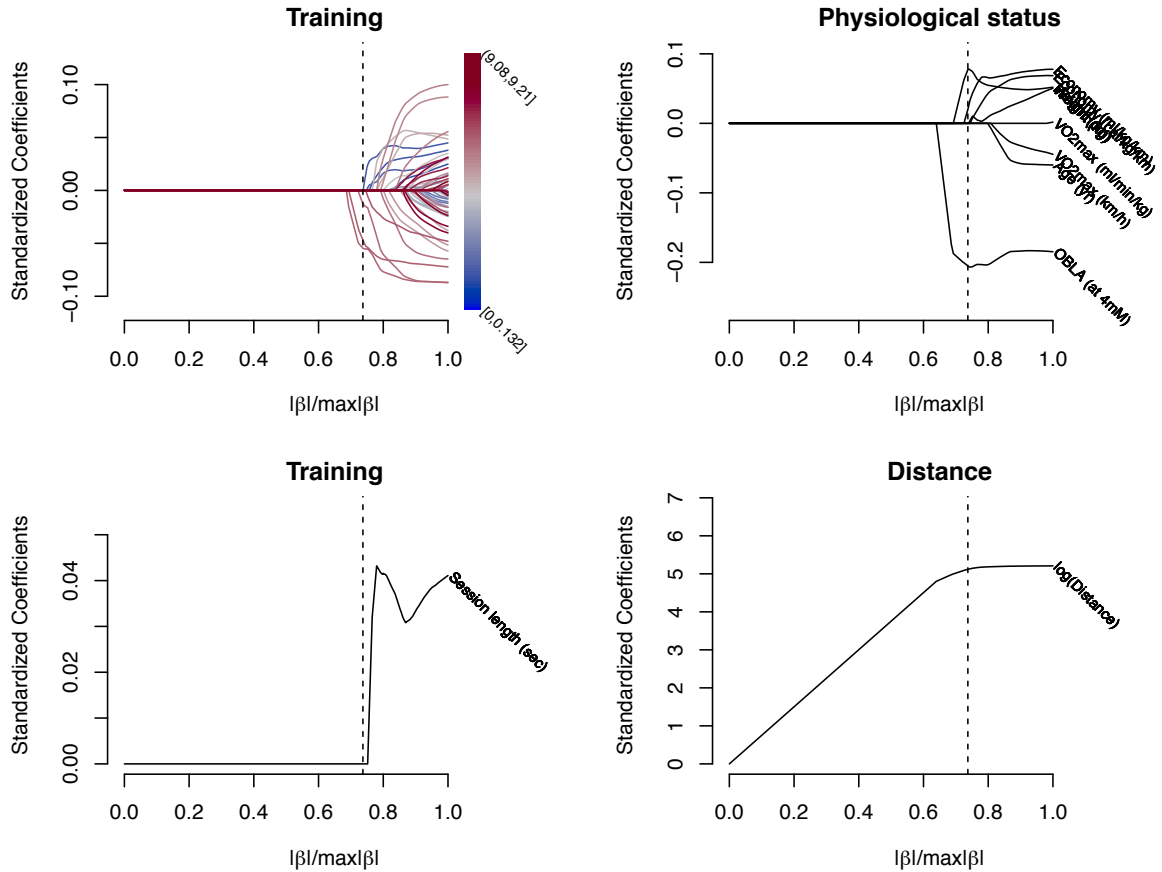 Training
Standardized Coefficients
0.10
0.00
−0.10
0.0 0.2 0.4 0.6 0.8 1.0
|β|/max|β|
(9.08,9.21]
[0,0.132]
Physiological status
Standardized Coefficients
0.1
0.0
−0.1
−0.2
0.0 0.2 0.4 0.6 0.8 1.0
|β|/max|β|
VO2max (ml/min/kg)
VO2max (km/h)
Age (yr)
OBLA (at 4mM)
Training
Standardized Coefficients
0.04
0.02
0.00
0.0 0.2 0.4 0.6 0.8 1.0
|β|/max|β|
Session length (sec)
Distance
Standardized Coefficients
7
6
5
4
3
2
1
0
0.0 0.2 0.4 0.6 0.8 1.0
|β|/max|β|
log(Distance)